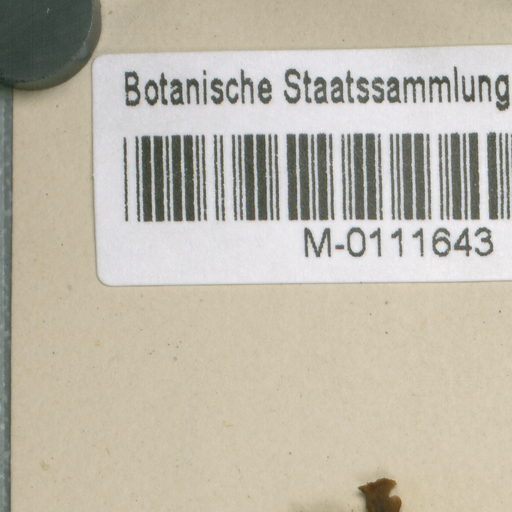 Botanische Staatssammlung
M-0111643